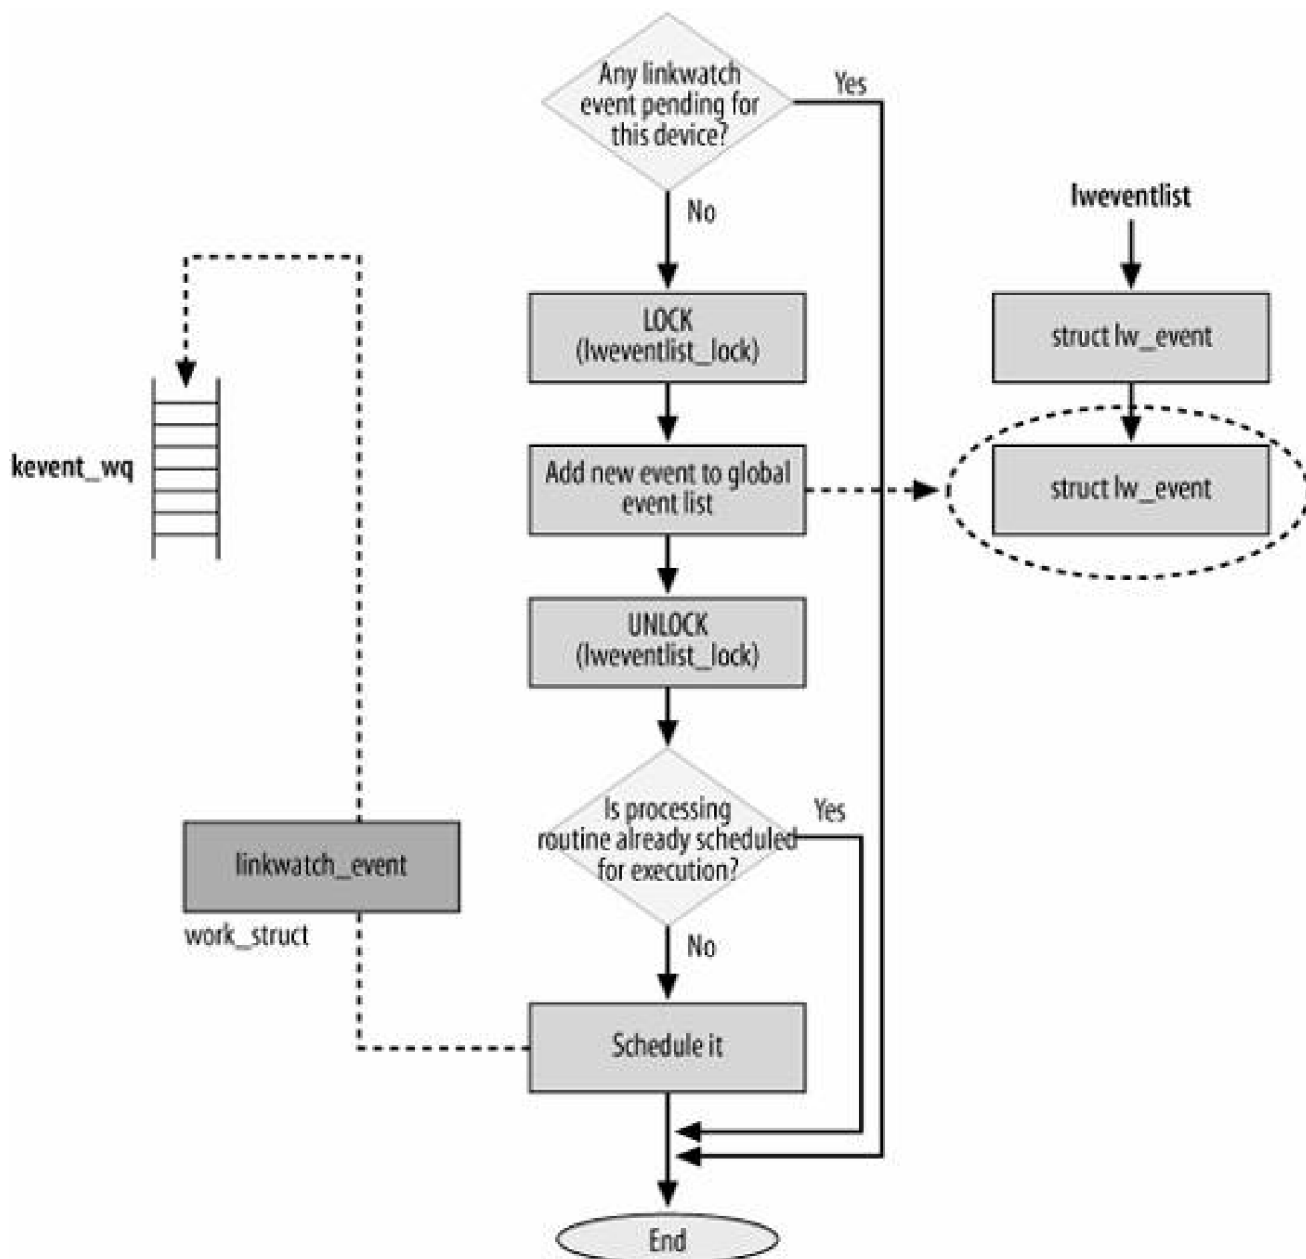 Any linkwatch
event pending for
this device?
Yes
No
lweventlist
LOCK
(lweventlist_lock)
struct lw_event
kevent_wq
Add new event to global
event list
struct lw_event
UNLOCK
(lweventlist_lock)
Is processing
routine already scheduled
for execution?
Yes
linkwatch_event
work_struct
No
Schedule it
End